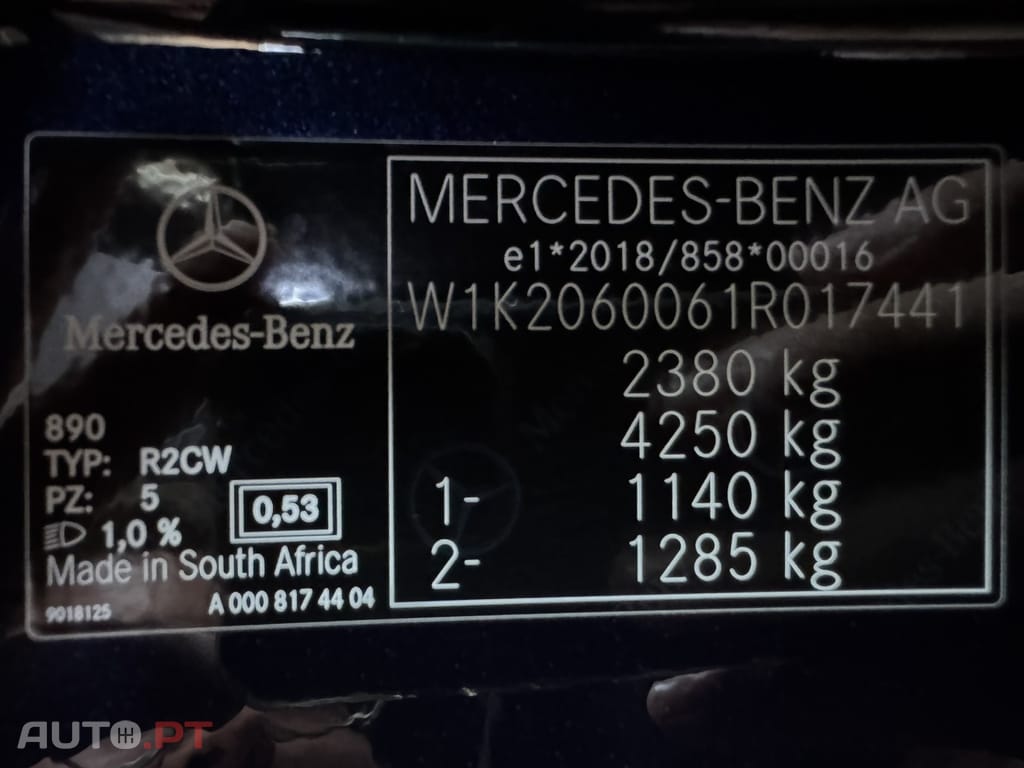 Mercedes-Benz
890
TYP: R2CW
PZ: 5
0,53
1,0 %
Made in South Africa
9018125
A 000 817 44 04
MERCEDES-BENZ AG
e1*2018/858*00016
W1K2060061R017441
2380 kg
4250 kg
1- 1140 kg
2- 1285 kg
AUTO.PT